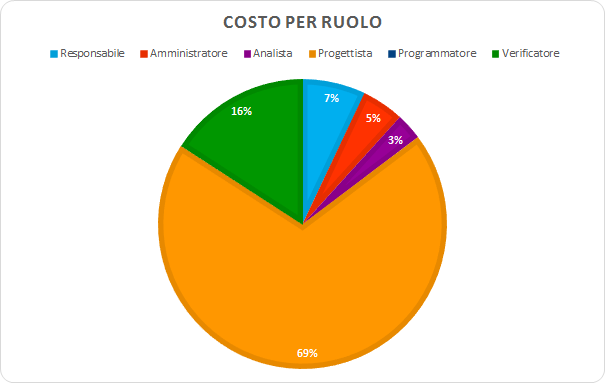 COSTO PER RUOLO
Responsabile Amministratore Analista Progettista Programmatore Verificatore
7%
16%
5%
3%
69%